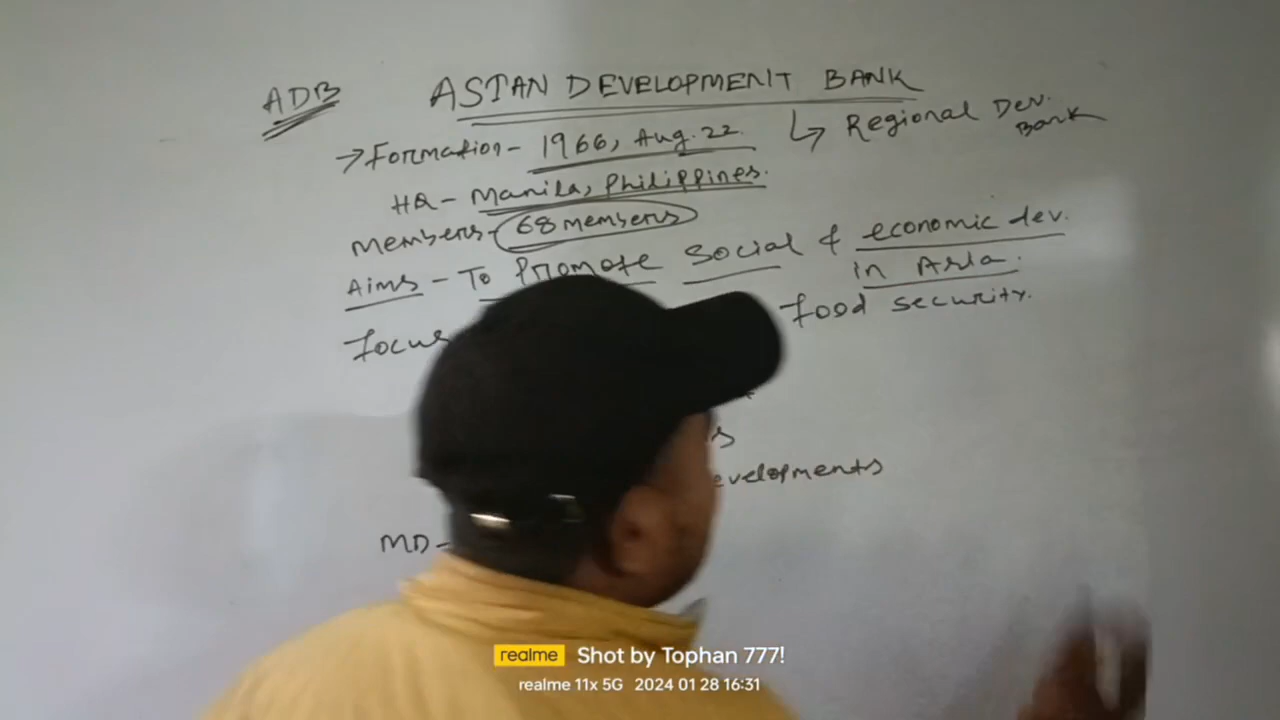 ADB ASIAN DEVELOPMENT BANK
↳ Regional Dev. Bank
→ Formation - 1966, Aug. 22.
HQ - Manila, Philippines.
Members - 68 members
Aims - To Promote Social & economic dev.
in Asia.
focus food security.
s
evelopments
MD -
realme Shot by Tophan 777!
realme 11x 5G 2024 01 28 16:31